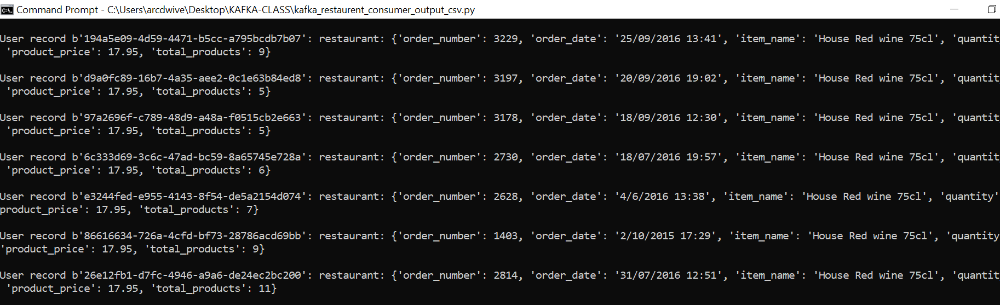 Command Prompt - C:\Users\arcdwive\Desktop\KAFKA-CLASS\kafka_restaurent_consumer_output_csv.py
User record b'194a5e09-4d59-4471-b5cc-a795bcdb7b07': restaurant: {'order_number': 3229, 'order_date': '25/09/2016 13:41', 'item_name': 'House Red wine 75cl', 'quantit
'product_price': 17.95, 'total_products': 9}
User record b'd9a0fc89-16b7-4a35-aee2-0c1e63b84ed8': restaurant: {'order_number': 3197, 'order_date': '20/09/2016 19:02', 'item_name': 'House Red wine 75cl', 'quantit
'product_price': 17.95, 'total_products': 5}
User record b'97a2696f-c789-48d9-a48a-f0515cb2e663': restaurant: {'order_number': 3178, 'order_date': '18/09/2016 12:30', 'item_name': 'House Red wine 75cl', 'quantit
'product_price': 17.95, 'total_products': 5}
User record b'6c333d69-3c6c-47ad-bc59-8a65745e728a': restaurant: {'order_number': 2730, 'order_date': '18/07/2016 19:57', 'item_name': 'House Red wine 75cl', 'quantit
'product_price': 17.95, 'total_products': 6}
User record b'e3244fed-e955-4143-8f54-de5a2154d074': restaurant: {'order_number': 2628, 'order_date': '4/6/2016 13:38', 'item_name': 'House Red wine 75cl', 'quantity'
product_price': 17.95, 'total_products': 7}
User record b'86616634-726a-4cfd-bf73-28786acd69bb': restaurant: {'order_number': 1403, 'order_date': '2/10/2015 17:29', 'item_name': 'House Red wine 75cl', 'quantity
'product_price': 17.95, 'total_products': 9}
User record b'26e12fb1-d7fc-4946-a9a6-de24ec2bc200': restaurant: {'order_number': 2814, 'order_date': '31/07/2016 12:51', 'item_name': 'House Red wine 75cl', 'quantit
'product_price': 17.95, 'total_products': 11}